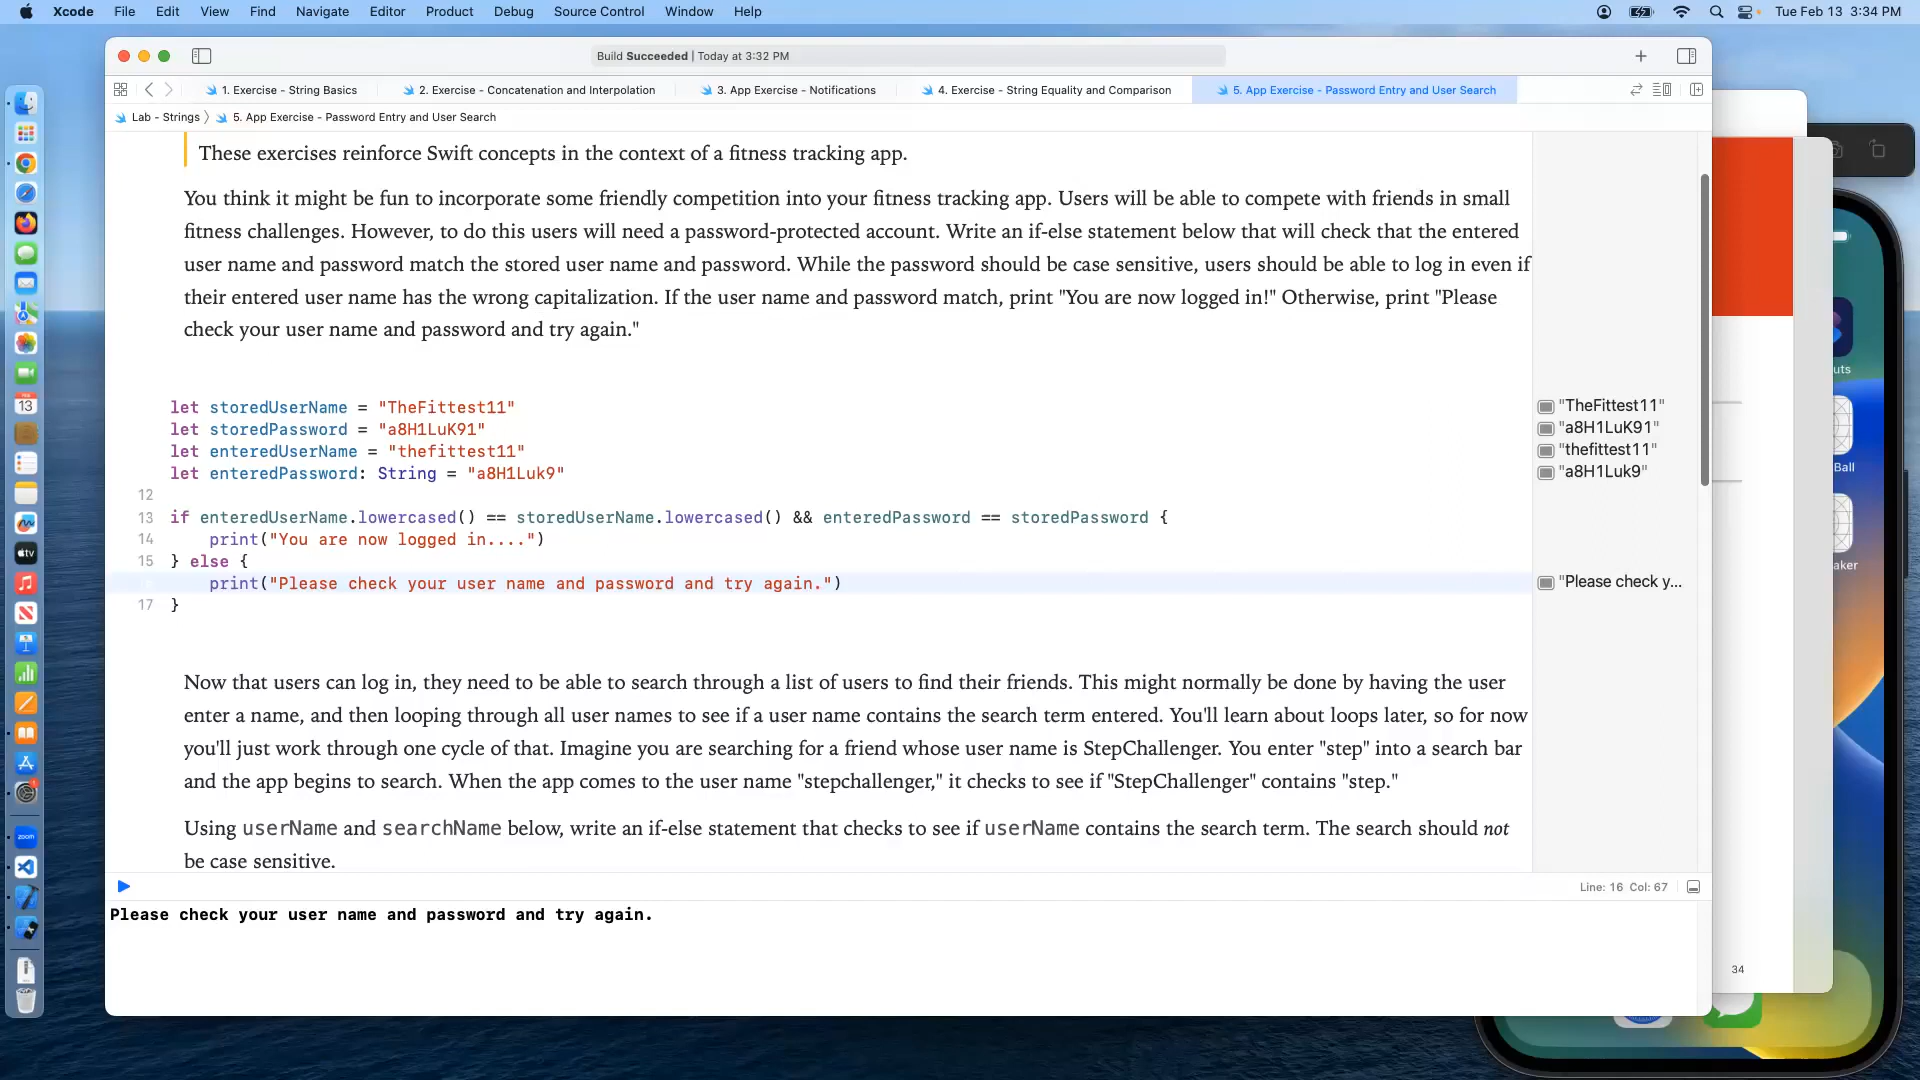 Xcode File Edit View Find Navigate Editor Product Debug Source Control Window Help Tue Feb 13 3:34 PM
Build Succeeded | Today at 3:32 PM
1. Exercise - String Basics 2. Exercise - Concatenation and Interpolation 3. App Exercise - Notifications 4. Exercise - String Equality and Comparison 5. App Exercise - Password Entry and User Search
Lab - Strings 〉 5. App Exercise - Password Entry and User Search
These exercises reinforce Swift concepts in the context of a fitness tracking app.
You think it might be fun to incorporate some friendly competition into your fitness tracking app. Users will be able to compete with friends in small
fitness challenges. However, to do this users will need a password-protected account. Write an if-else statement below that will check that the entered
user name and password match the stored user name and password. While the password should be case sensitive, users should be able to log in even if
their entered user name has the wrong capitalization. If the user name and password match, print "You are now logged in!" Otherwise, print "Please
check your user name and password and try again."
let storedUserName = "TheFittest11" "TheFittest11"
let storedPassword = "a8H1LuK91" "a8H1LuK91"
let enteredUserName = "thefittest11" "thefittest11"
let enteredPassword: String = "a8H1Luk9" "a8H1Luk9"
12
13 if enteredUserName.lowercased() == storedUserName.lowercased() && enteredPassword == storedPassword {
14 print("You are now logged in....")
15 } else {
print("Please check your user name and password and try again.") "Please check y...
17 }
Now that users can log in, they need to be able to search through a list of users to find their friends. This might normally be done by having the user
enter a name, and then looping through all user names to see if a user name contains the search term entered. You'll learn about loops later, so for now
you'll just work through one cycle of that. Imagine you are searching for a friend whose user name is StepChallenger. You enter "step" into a search bar
and the app begins to search. When the app comes to the user name "stepchallenger," it checks to see if "StepChallenger" contains "step."
Using userName and searchName below, write an if-else statement that checks to see if userName contains the search term. The search should not
be case sensitive.
Line: 16 Col: 67
Please check your user name and password and try again.
uts
Ball
aker
34
13
zoom
tv